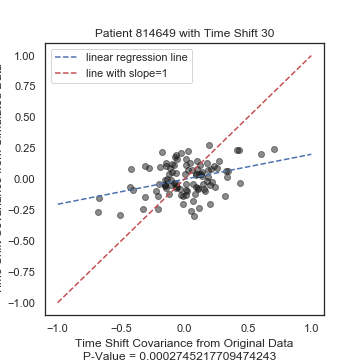 Patient 814649 with Time Shift 30
linear regression line
line with slope=1
1.00
0.75
0.50
0.25
0.00
−0.25
−0.50
−0.75
−1.00
−1.0 −0.5 0.0 0.5 1.0
Time Shift Covariance from Original Data
P-Value = 0.0002745217709474243